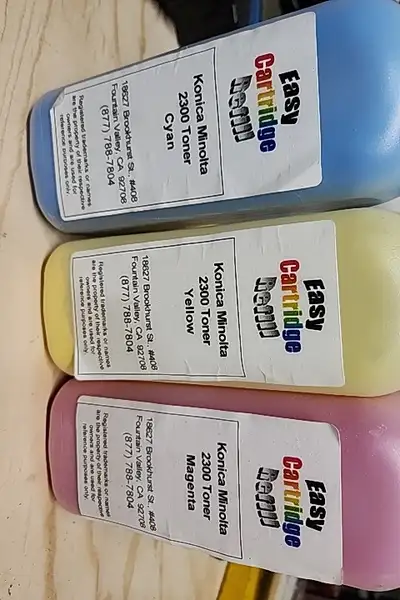 Easy
Cartridge
Refill
Konica Minolta
2300 Toner
Cyan
18627 Brookhurst St., #408
Fountain Valley, CA 92708
(877) 788-7804
Registered trademarks or names
are the property of their respective
owners and are used for
reference purposes only.
Easy
Cartridge
Refill
Konica Minolta
2300 Toner
Yellow
18627 Brookhurst St., #408
Fountain Valley, CA 92708
(877) 788-7804
Registered trademarks or names
are the property of their respective
owners and are used for
reference purposes only.
Easy
Cartridge
Refill
Konica Minolta
2300 Toner
Magenta
18627 Brookhurst St., #408
Fountain Valley, CA 92708
(877) 788-7804
Registered trademarks or names
are the property of their respected
owners and are used for
reference purposes only.